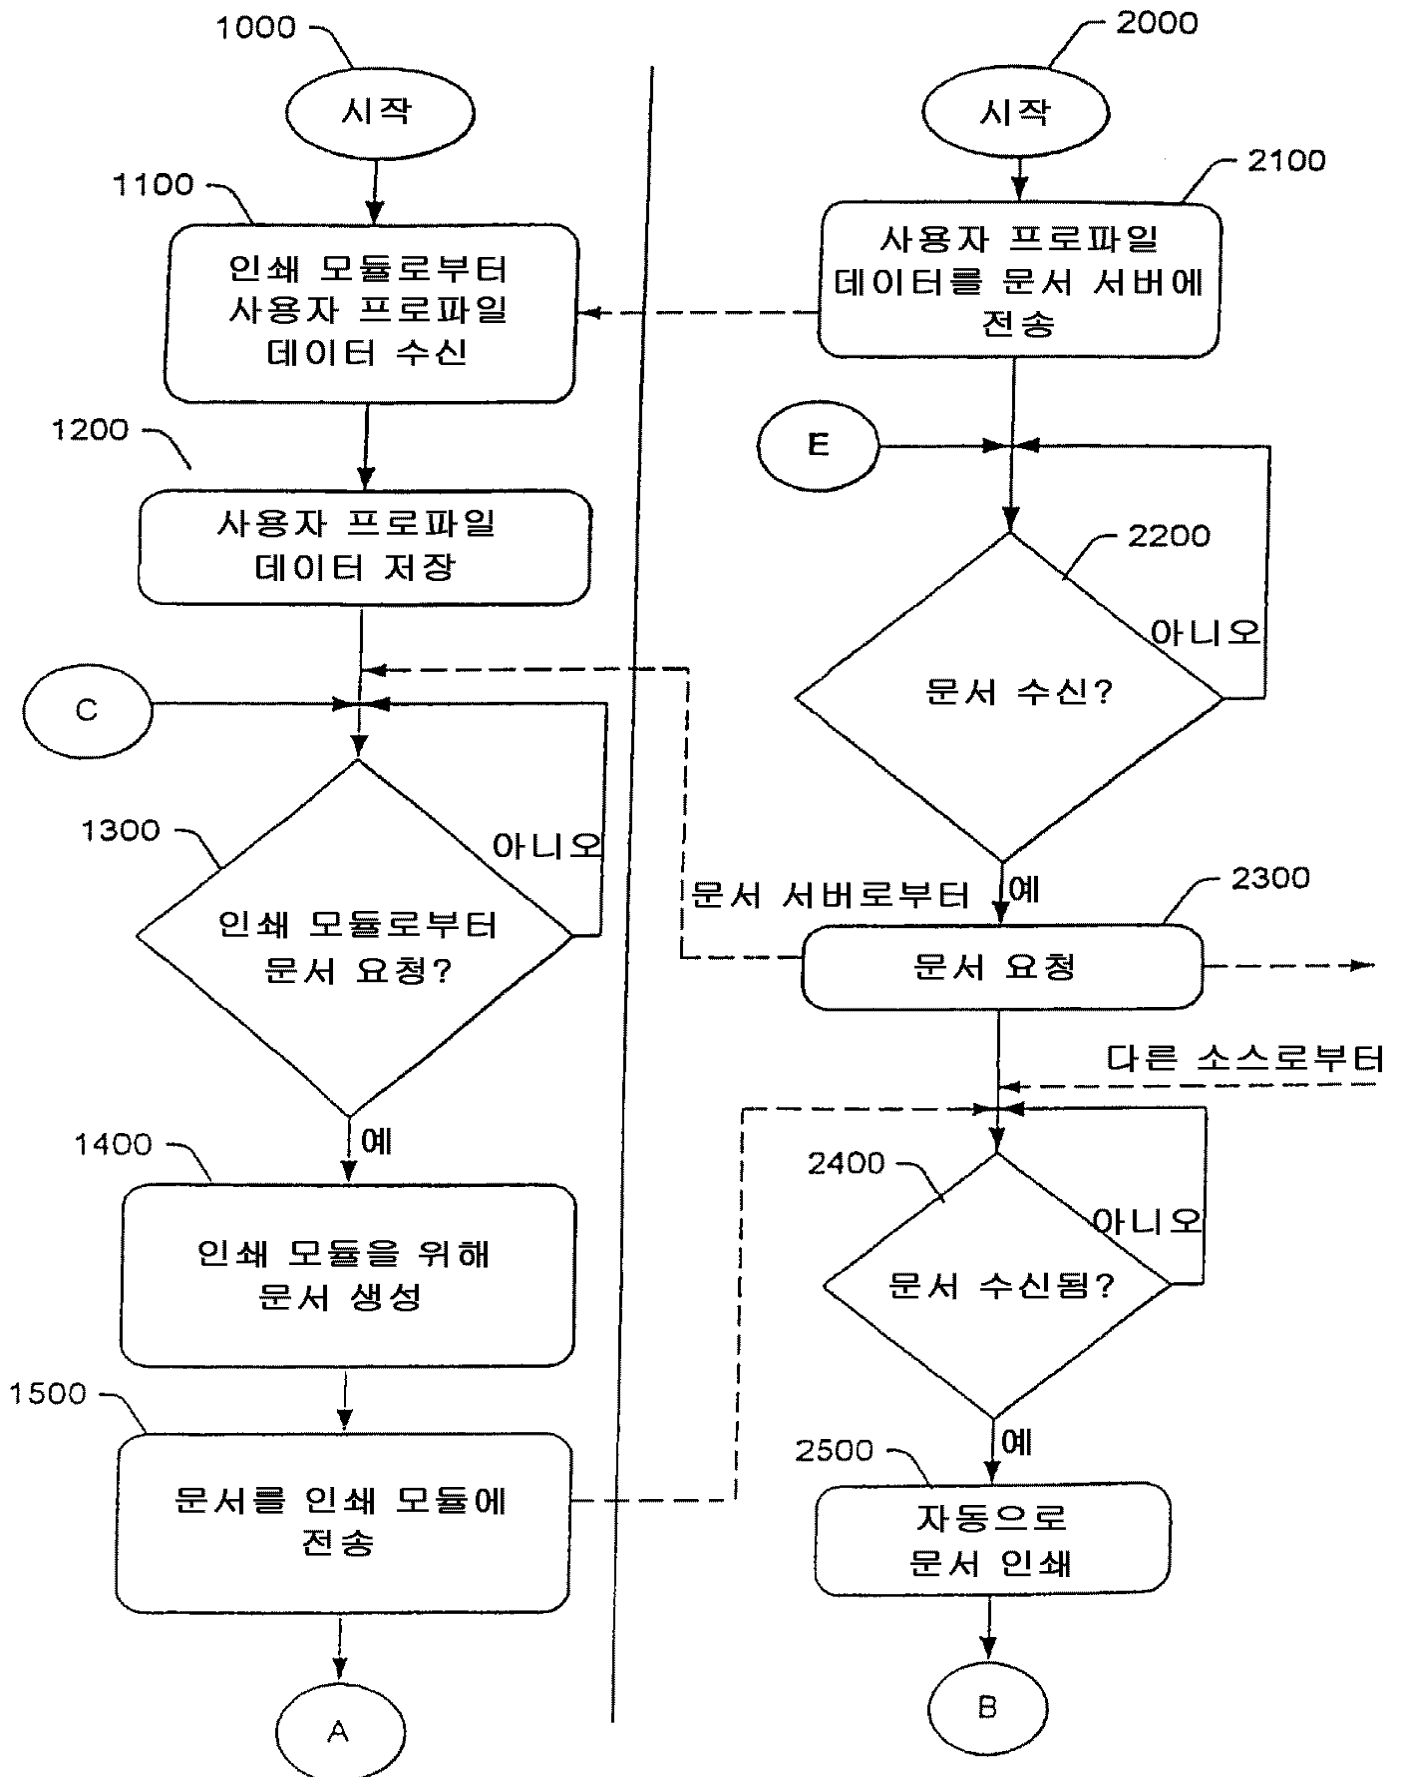 1000
시작
1100
인쇄 모듈로부터
사용자 프로파일
데이터 수신
1200
사용자 프로파일
데이터 저장
C
1300
아니오
인쇄 모듈로부터
문서 요청?
예
1400
인쇄 모듈을 위해
문서 생성
1500
문서를 인쇄 모듈에
전송
A
2000
시작
2100
사용자 프로파일
데이터를 문서 서버에
전송
E
2200
아니오
문서 수신?
예
문서 서버로부터
2300
문서 요청
다른 소스로부터
2400
아니오
문서 수신됨?
예
2500
자동으로
문서 인쇄
B